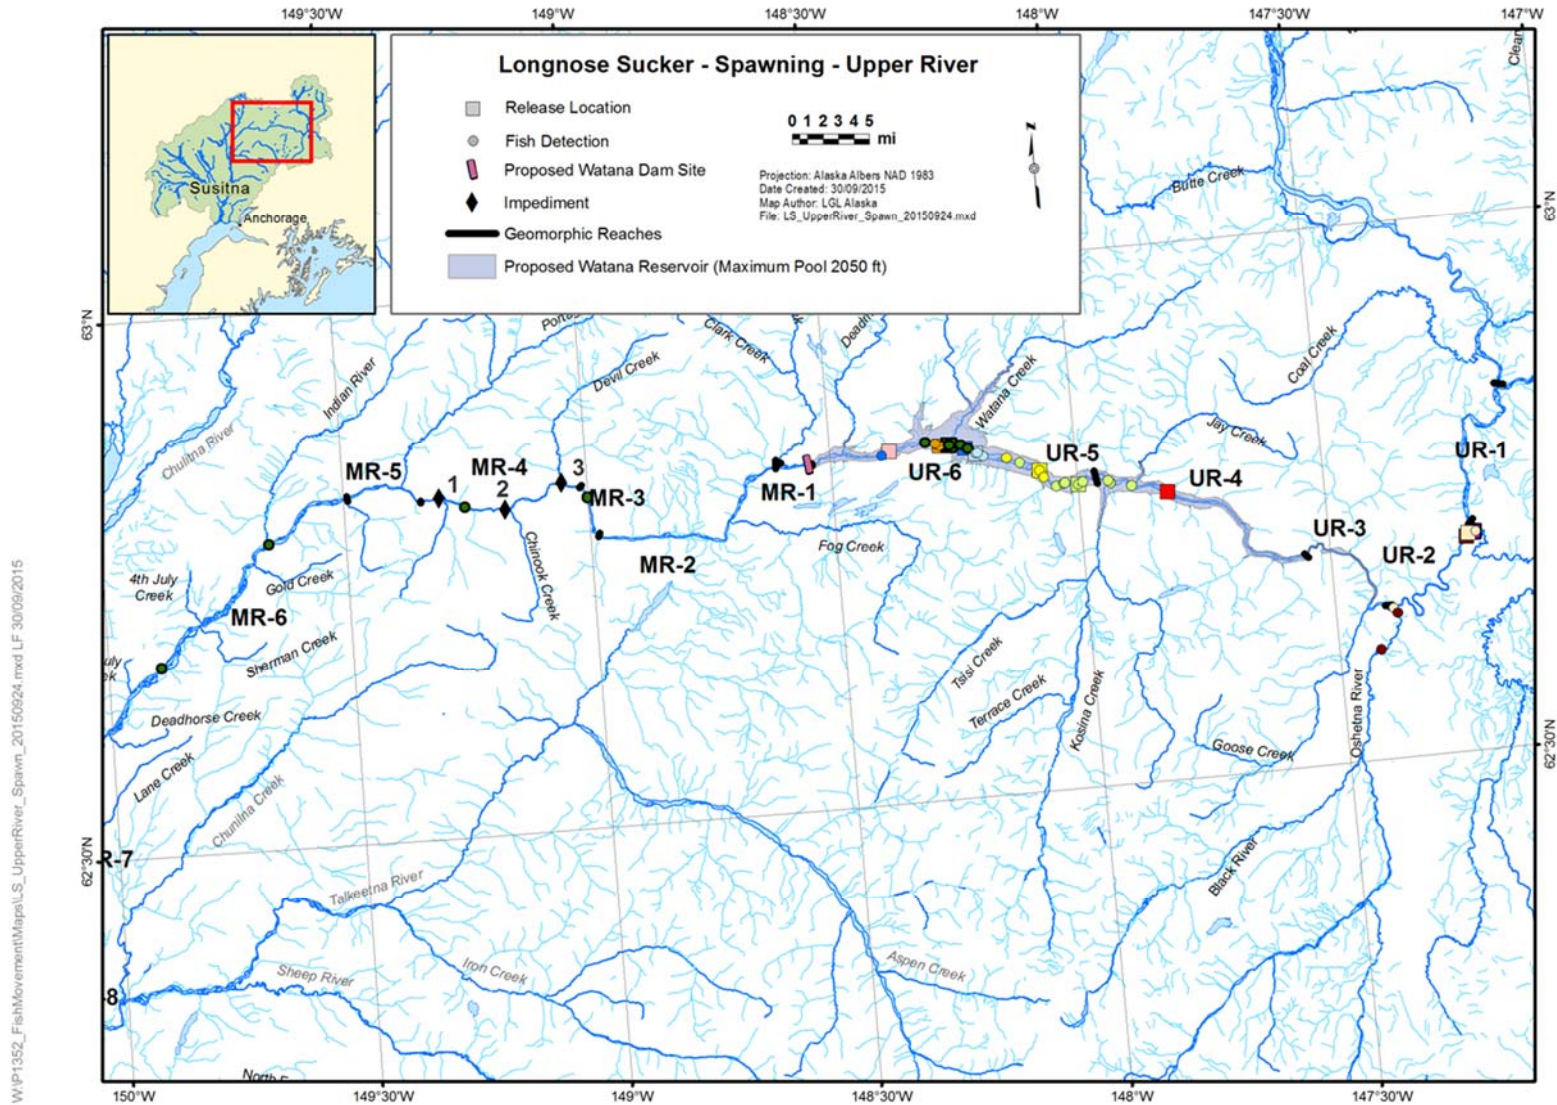 149°30'W
149°W
148°30'W
148°W
147°30'W
147°W
Longnose Sucker - Spawning - Upper River
Release Location
Fish Detection
Proposed Watana Dam Site
Impediment
Geomorphic Reaches
Proposed Watana Reservoir (Maximum Pool 2050 ft)
0 1 2 3 4 5
mi
Projection: Alaska Albers NAD 1983
Date Created: 30/09/2015
Map Author: LGL Alaska
File: LS_UpperRiver_Spawn_20150924.mxd
N
Susitna
Anchorage
Clear
Butte Creek
63°N
63°N
Clark Creek
Devil Creek
Indian River
Chulitna River
Watana Creek
Coal Creek
Jay Creek
MR-5
1
MR-4
2
3
MR-3
MR-1
UR-6
UR-5
UR-4
UR-1
UR-3
UR-2
MR-2
Fog Creek
Chinook Creek
4th July
Creek
Gold Creek
MR-6
Sherman Creek
uly
ek
Deadhorse Creek
Lane Creek
Chunilna Creek
Tsisi Creek
Terrace Creek
Kosina Creek
Goose Creek
Oshetna River
62°30'N
62°30'N
R-7
Talkeetna River
Black River
Sheep River
Iron Creek
Aspen Creek
8
150°W
149°30'W
149°W
148°30'W
148°W
147°30'W
W:\P1352_FishMovement\Maps\LS_UpperRiver_Spawn_20150924.mxd LF 30/09/2015